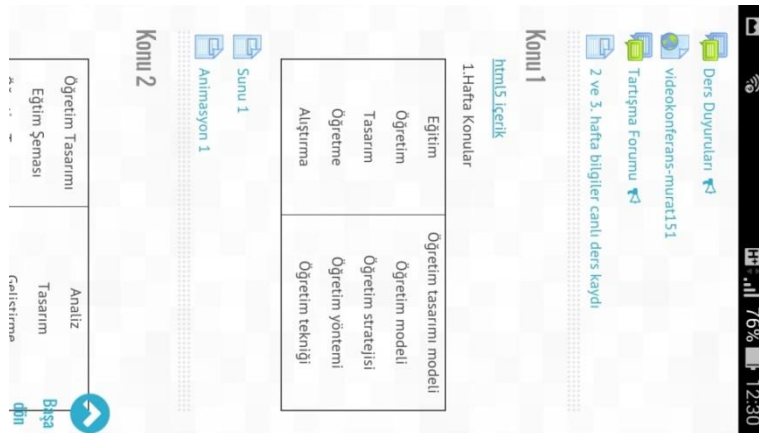 H+ 76% 12:30
Ders Duyuruları
videokonferans-murat151
Tartışma Forumu
2 ve 3. hafta bilgiler canlı ders kaydı
Konu 1
html5 içerik
1.Hafta Konular
Eğitim
Öğretim
Tasarım
Öğretme
Alıştırma
Öğretim tasarımı modeli
Öğretim modeli
Öğretim stratejisi
Öğretim yöntemi
Öğretim tekniği
Sunu 1
Animasyon 1
Konu 2
Öğretim Tasarımı
Eğtim Şeması
Analiz
Tasarım
Geliştirme
Başa
dön